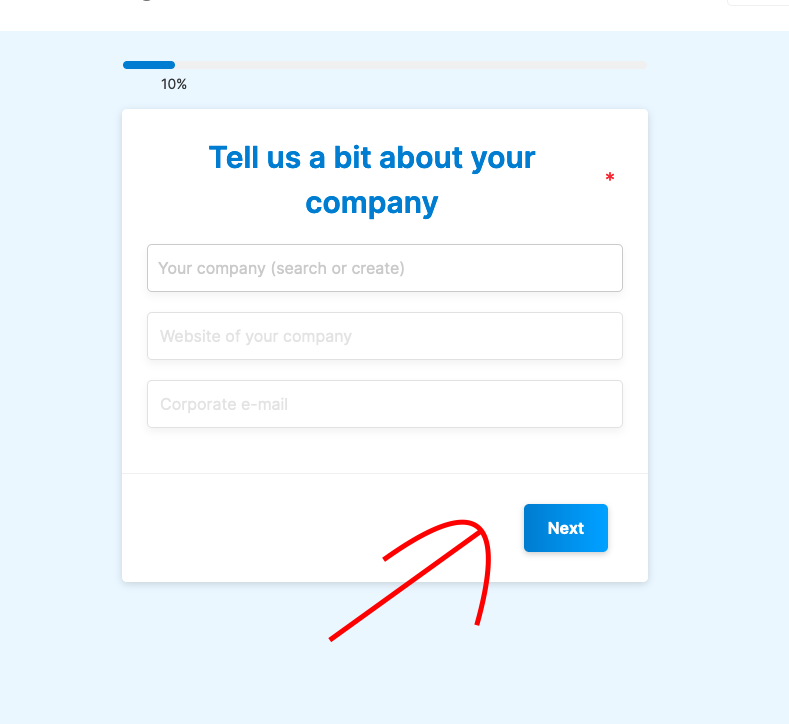 10%
Tell us a bit about your
company
*
Your company (search or create)
Website of your company
Corporate e-mail
Next